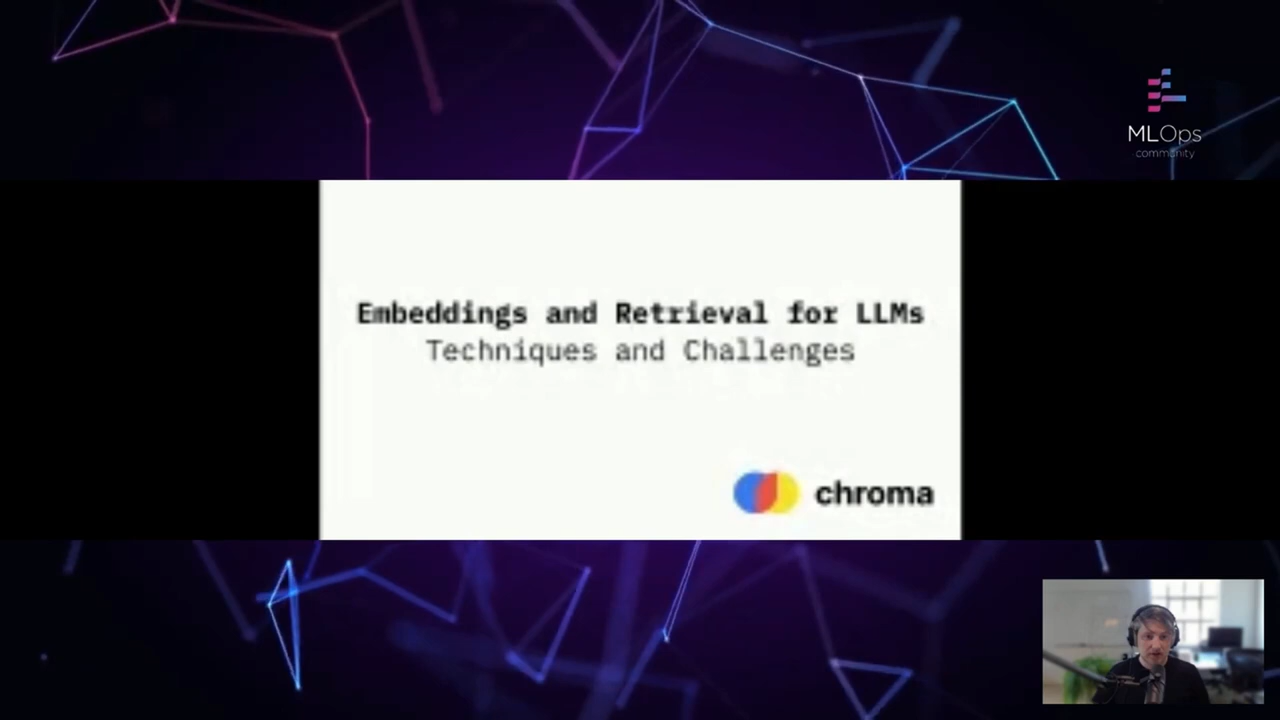 MLOps
community
Embeddings and Retrieval for LLMs
Techniques and Challenges
chroma